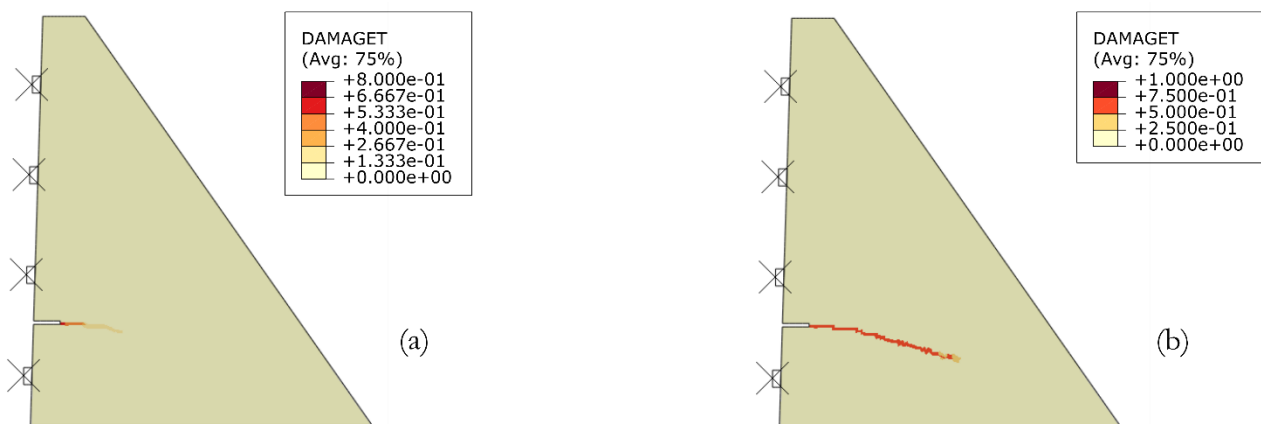 DAMAGET
(Avg: 75%)
+8.000e-01
+6.667e-01
+5.333e-01
+4.000e-01
+2.667e-01
+1.333e-01
+0.000e+00
(a)
DAMAGET
(Avg: 75%)
+1.000e+00
+7.500e-01
+5.000e-01
+2.500e-01
+0.000e+00
(b)